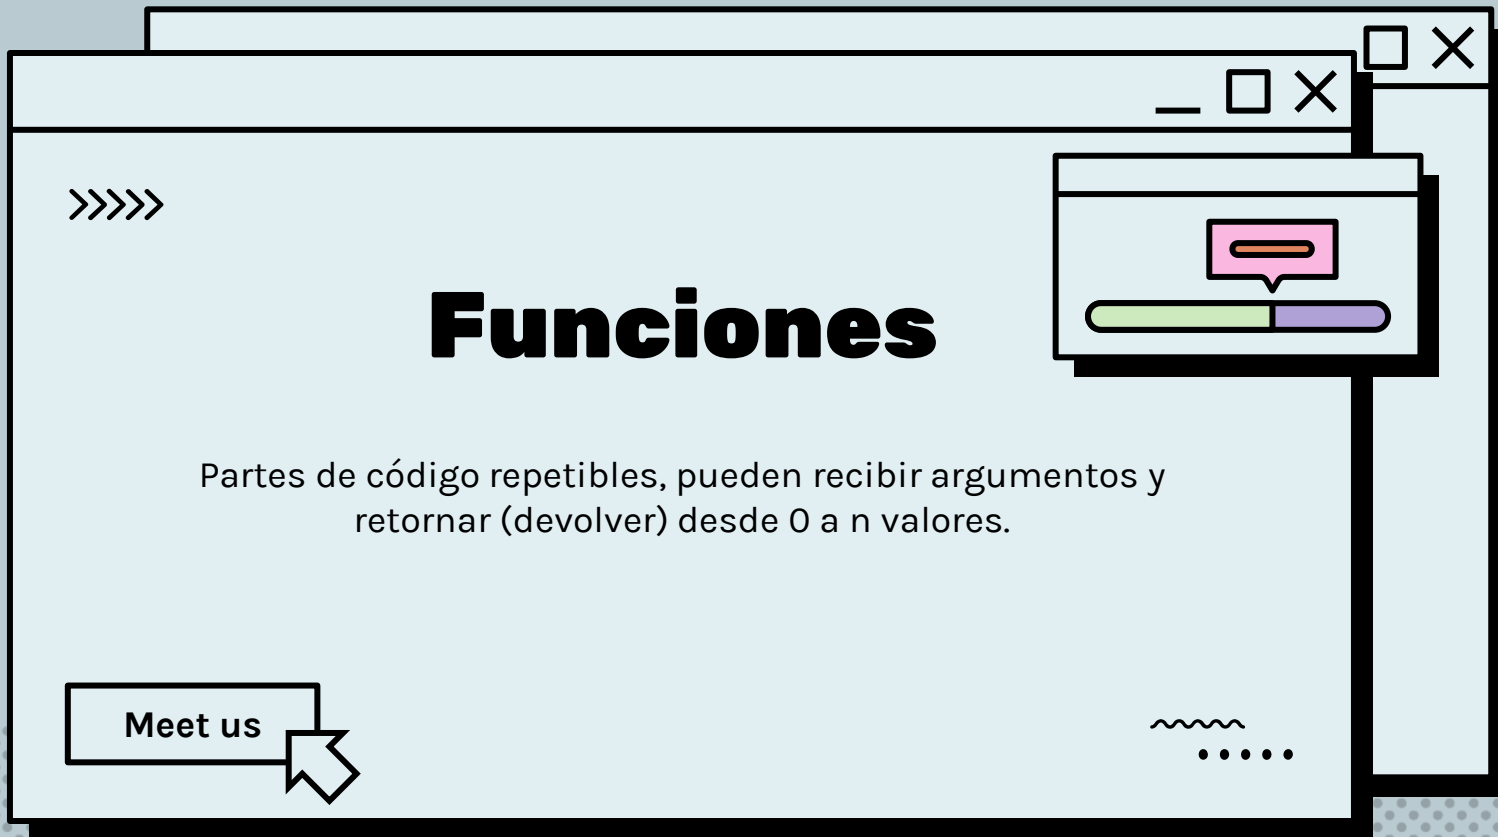 Funciones
Partes de código repetibles, pueden recibir argumentos y
retornar (devolver) desde 0 a n valores.
Meet us